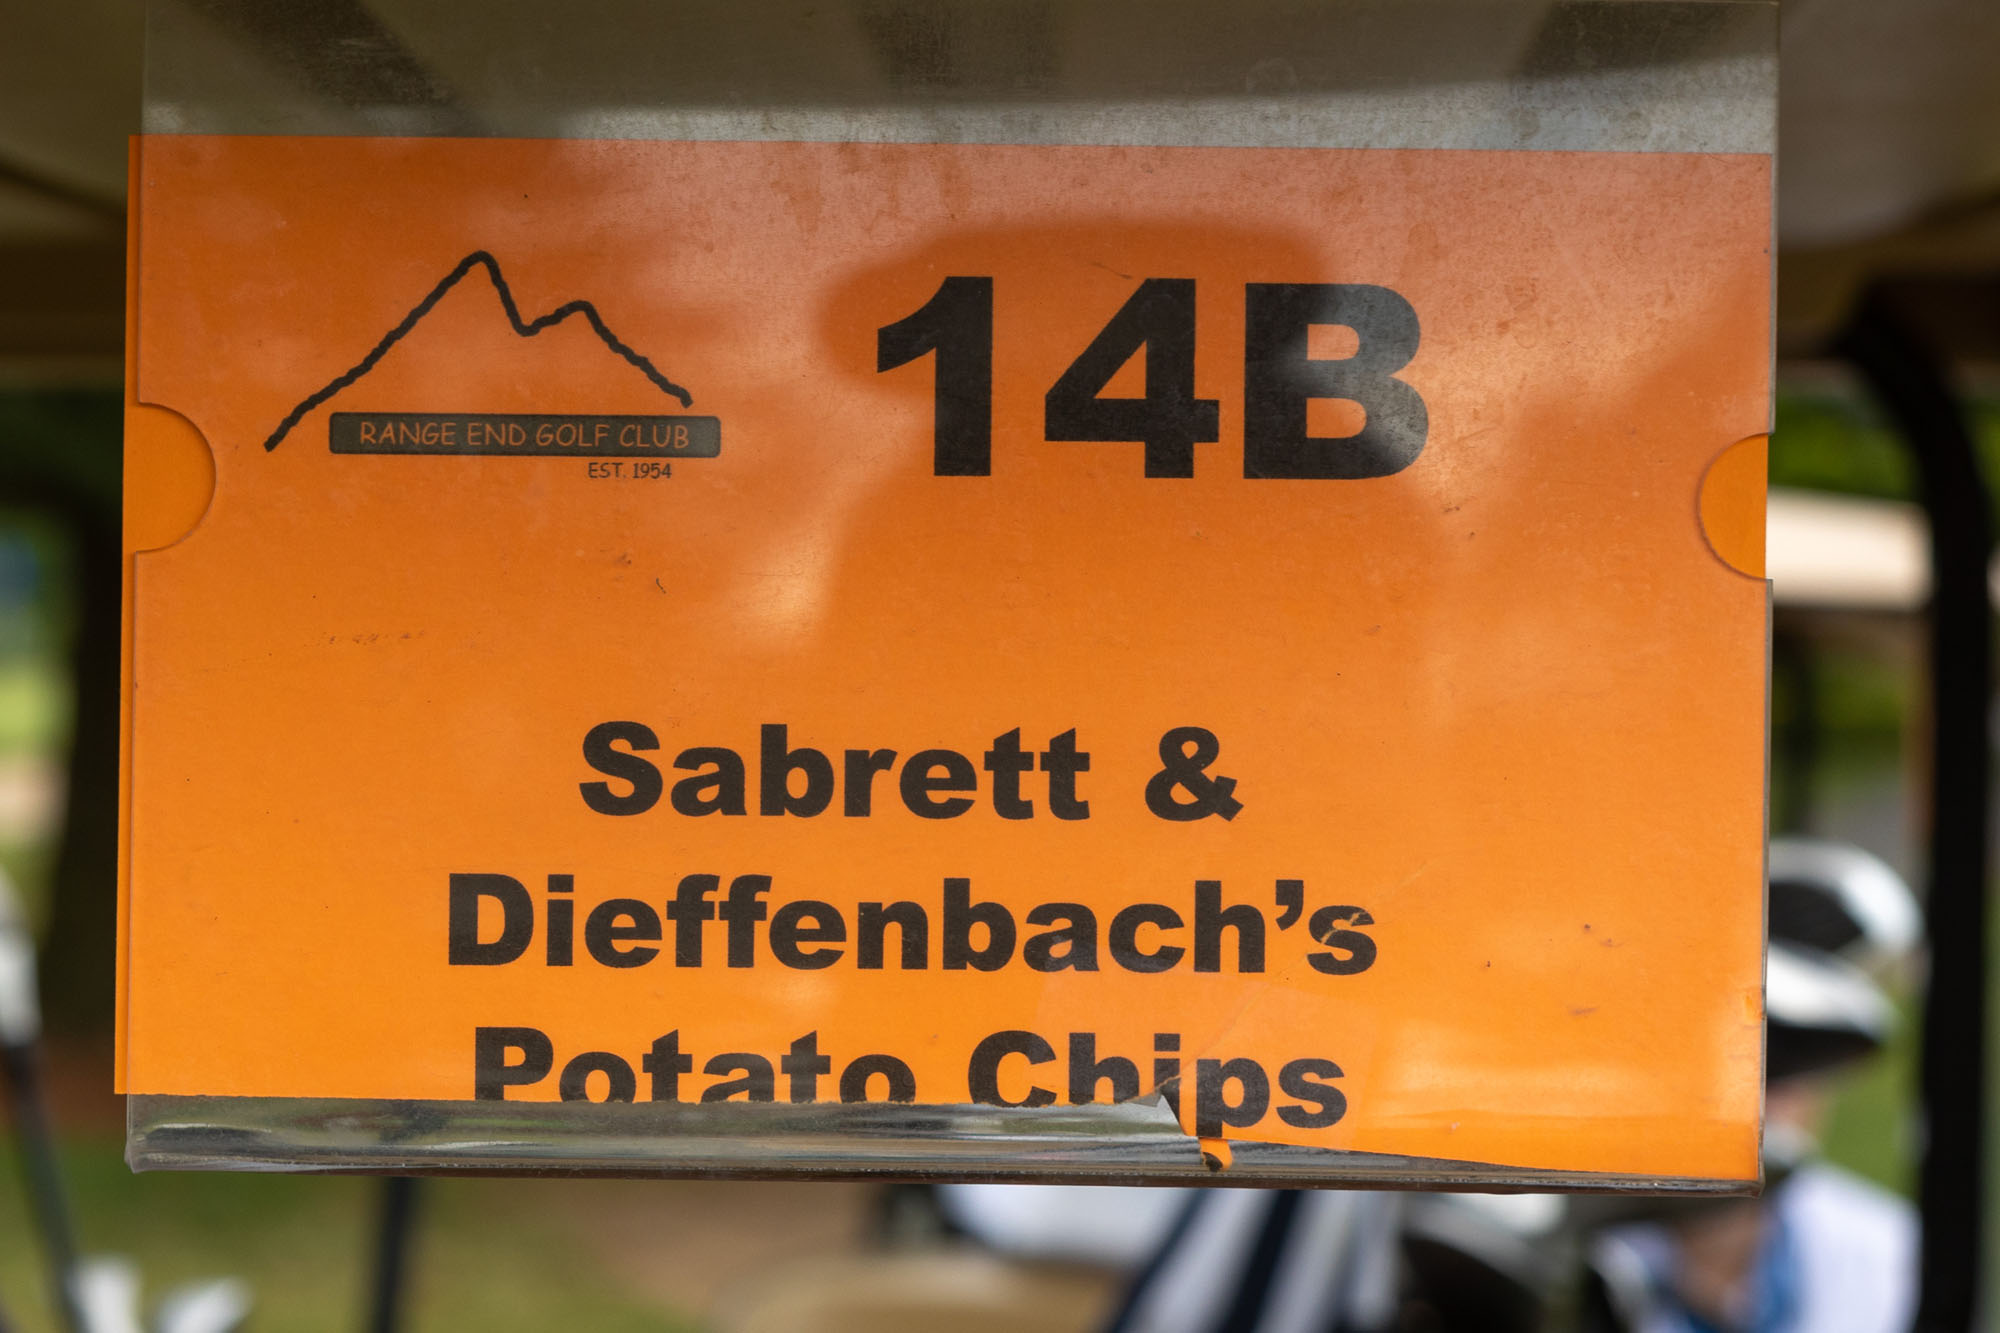 RANGE END GOLF CLUB
EST. 1954
14B
Sabrett &
Dieffenbach’s
Potato Chips